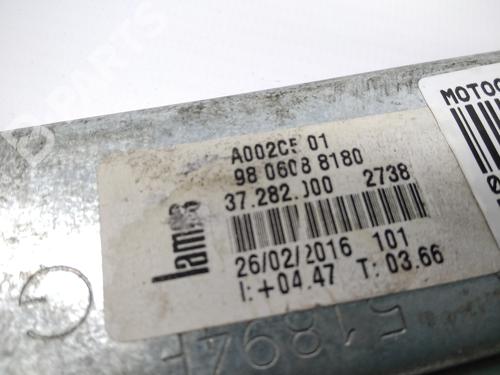 PARTS
MOTOC
A002CE 01
98 0608 8180
37.282.000 2738
lames
26/02/2016 101
I:+04.47 T:03.66
G